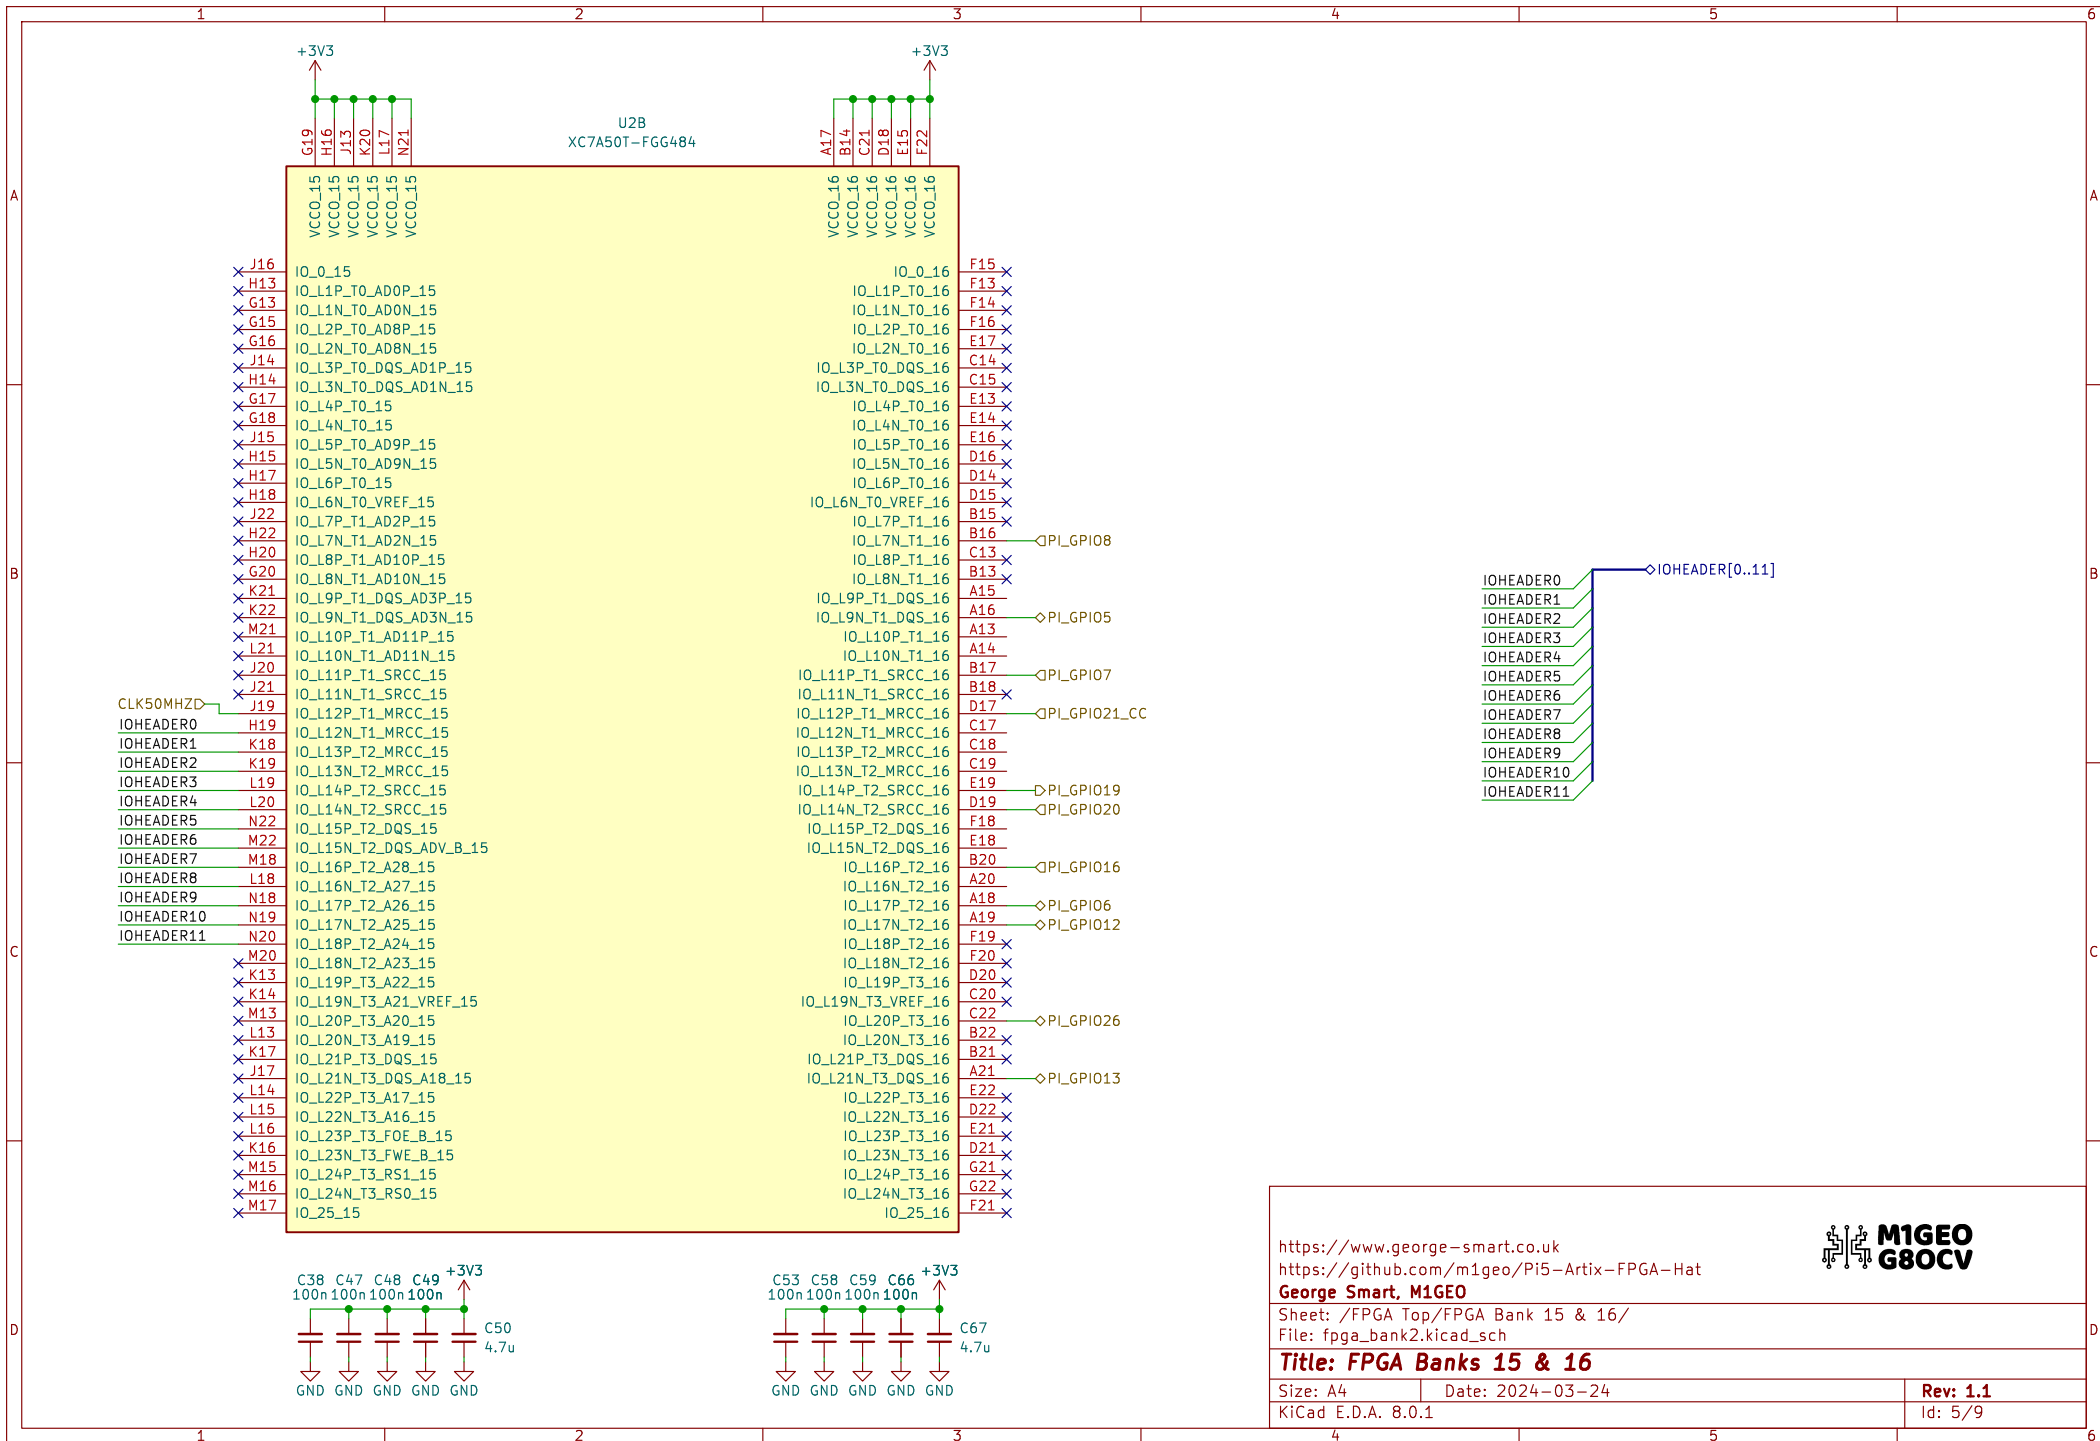 1 2 3 4 5 6
+3V3 +3V3
U2B
XC7A50T-FGG484
G19 H16 J13 K20 L17 N21 A17 B14 C21 D18 E15 F22
VCCO_15 VCCO_15 VCCO_15 VCCO_15 VCCO_15 VCCO_15 VCCO_16 VCCO_16 VCCO_16 VCCO_16 VCCO_16 VCCO_16
A A
J16 IO_0_15 IO_0_16 F15
H13 IO_L1P_T0_AD0P_15 IO_L1P_T0_16 F13
G13 IO_L1N_T0_AD0N_15 IO_L1N_T0_16 F14
G15 IO_L2P_T0_AD8P_15 IO_L2P_T0_16 F16
G16 IO_L2N_T0_AD8N_15 IO_L2N_T0_16 E17
J14 IO_L3P_T0_DQS_AD1P_15 IO_L3P_T0_DQS_16 C14
H14 IO_L3N_T0_DQS_AD1N_15 IO_L3N_T0_DQS_16 C15
G17 IO_L4P_T0_15 IO_L4P_T0_16 E13
G18 IO_L4N_T0_15 IO_L4N_T0_16 E14
J15 IO_L5P_T0_AD9P_15 IO_L5P_T0_16 E16
H15 IO_L5N_T0_AD9N_15 IO_L5N_T0_16 D16
H17 IO_L6P_T0_15 IO_L6P_T0_16 D14
H18 IO_L6N_T0_VREF_15 IO_L6N_T0_VREF_16 D15
J22 IO_L7P_T1_AD2P_15 IO_L7P_T1_16 B15
H22 IO_L7N_T1_AD2N_15 IO_L7N_T1_16 B16 PI_GPIO8
H20 IO_L8P_T1_AD10P_15 IO_L8P_T1_16 C13
G20 IO_L8N_T1_AD10N_15 IO_L8N_T1_16 B13
K21 IO_L9P_T1_DQS_AD3P_15 IO_L9P_T1_DQS_16 A15
K22 IO_L9N_T1_DQS_AD3N_15 IO_L9N_T1_DQS_16 A16 PI_GPIO5
M21 IO_L10P_T1_AD11P_15 IO_L10P_T1_16 A13
L21 IO_L10N_T1_AD11N_15 IO_L10N_T1_16 A14
J20 IO_L11P_T1_SRCC_15 IO_L11P_T1_SRCC_16 B17 PI_GPIO7
J21 IO_L11N_T1_SRCC_15 IO_L11N_T1_SRCC_16 B18
CLK50MHZ J19 IO_L12P_T1_MRCC_15 IO_L12P_T1_MRCC_16 D17 PI_GPIO21_CC
IOHEADER0 H19 IO_L12N_T1_MRCC_15 IO_L12N_T1_MRCC_16 C17
IOHEADER1 K18 IO_L13P_T2_MRCC_15 IO_L13P_T2_MRCC_16 C18
IOHEADER2 K19 IO_L13N_T2_MRCC_15 IO_L13N_T2_MRCC_16 C19
IOHEADER3 L19 IO_L14P_T2_SRCC_15 IO_L14P_T2_SRCC_16 E19 PI_GPIO19
IOHEADER4 L20 IO_L14N_T2_SRCC_15 IO_L14N_T2_SRCC_16 D19 PI_GPIO20
IOHEADER5 N22 IO_L15P_T2_DQS_15 IO_L15P_T2_DQS_16 F18
IOHEADER6 M22 IO_L15N_T2_DQS_ADV_B_15 IO_L15N_T2_DQS_16 E18
IOHEADER7 M18 IO_L16P_T2_A28_15 IO_L16P_T2_16 B20 PI_GPIO16
IOHEADER8 L18 IO_L16N_T2_A27_15 IO_L16N_T2_16 A20
IOHEADER9 N18 IO_L17P_T2_A26_15 IO_L17P_T2_16 A18 PI_GPIO6
IOHEADER10 N19 IO_L17N_T2_A25_15 IO_L17N_T2_16 A19 PI_GPIO12
IOHEADER11 N20 IO_L18P_T2_A24_15 IO_L18P_T2_16 F19
M20 IO_L18N_T2_A23_15 IO_L18N_T2_16 F20
K13 IO_L19P_T3_A22_15 IO_L19P_T3_16 D20
K14 IO_L19N_T3_A21_VREF_15 IO_L19N_T3_VREF_16 C20
M13 IO_L20P_T3_A20_15 IO_L20P_T3_16 C22 PI_GPIO26
L13 IO_L20N_T3_A19_15 IO_L20N_T3_16 B22
K17 IO_L21P_T3_DQS_15 IO_L21P_T3_DQS_16 B21
J17 IO_L21N_T3_DQS_A18_15 IO_L21N_T3_DQS_16 A21 PI_GPIO13
L14 IO_L22P_T3_A17_15 IO_L22P_T3_16 E22
L15 IO_L22N_T3_A16_15 IO_L22N_T3_16 D22
L16 IO_L23P_T3_FOE_B_15 IO_L23P_T3_16 E21
K16 IO_L23N_T3_FWE_B_15 IO_L23N_T3_16 D21
M15 IO_L24P_T3_RS1_15 IO_L24P_T3_16 G21
M16 IO_L24N_T3_RS0_15 IO_L24N_T3_16 G22
M17 IO_25_15 IO_25_16 F21
B B
IOHEADER[0..11]
IOHEADER0
IOHEADER1
IOHEADER2
IOHEADER3
IOHEADER4
IOHEADER5
IOHEADER6
IOHEADER7
IOHEADER8
IOHEADER9
IOHEADER10
IOHEADER11
C C
+3V3 +3V3
C38 C47 C48 C49 C53 C58 C59 C66
100n 100n 100n 100n 100n 100n 100n 100n
C50 C67
4.7u 4.7u
GND GND GND GND GND GND GND GND GND GND
D D
M1GEO
G8OCV
https://www.george-smart.co.uk
https://github.com/m1geo/Pi5-Artix-FPGA-Hat
George Smart, M1GEO
Sheet: /FPGA Top/FPGA Bank 15 & 16/
File: fpga_bank2.kicad_sch
Title: FPGA Banks 15 & 16
Size: A4 Date: 2024-03-24 Rev: 1.1
KiCad E.D.A. 8.0.1 Id: 5/9
1 2 3 4 5 6